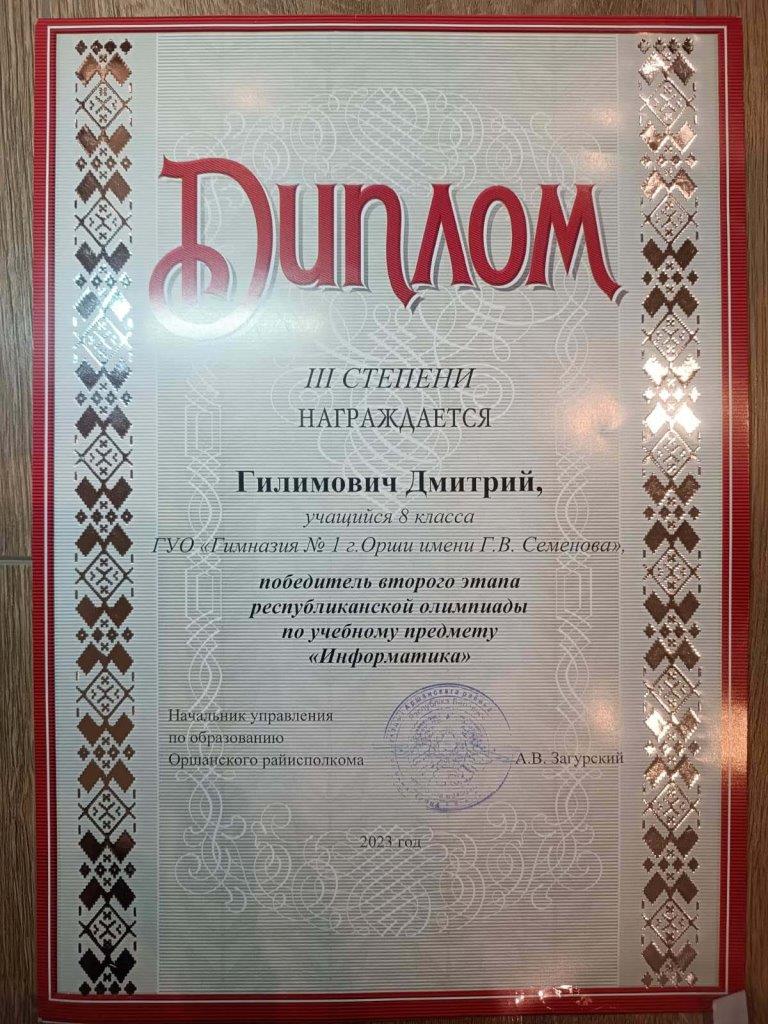 Диплом
III СТЕПЕНИ
НАГРАЖДАЕТСЯ
Гилимович Дмитрий,
учащийся 8 класса
ГУО «Гимназия № 1 г.Орши имени Г.В. Семенова»,
победитель второго этапа
республиканской олимпиады
по учебному предмету
«Информатика»
Начальник управления
по образованию
Оршанского райисполкома
А.В. Загурский
2023 год